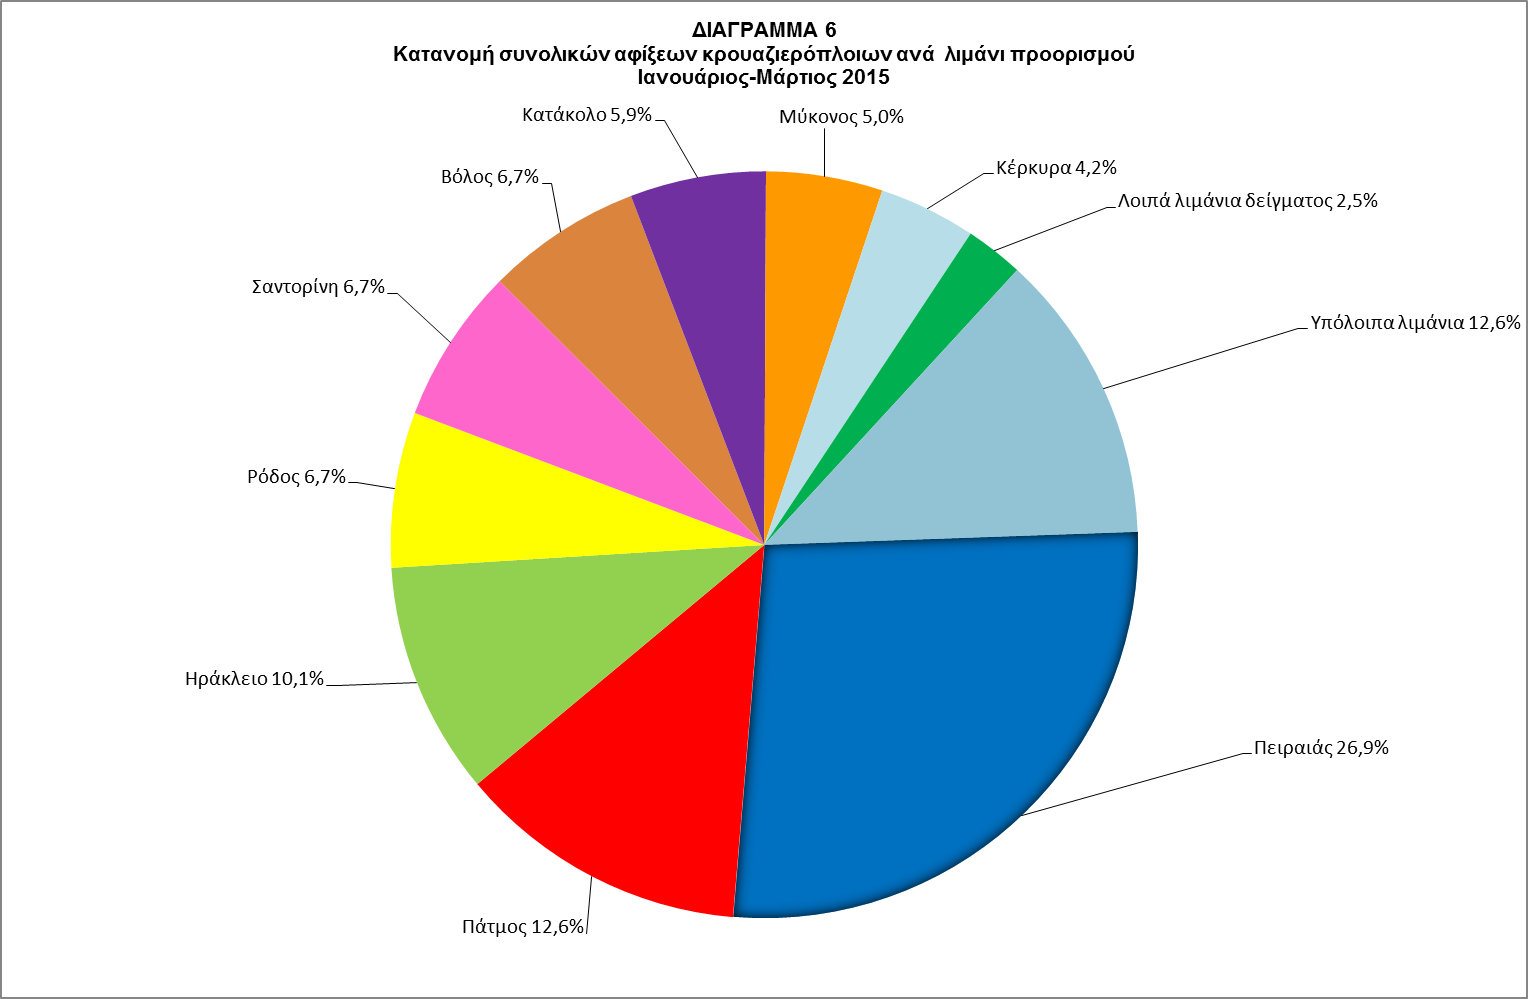 ΔΙΑΓΡΑΜΜΑ 6
Κατανομή συνολικών αφίξεων κρουαζιερόπλοιων ανά λιμάνι προορισμού
Ιανουάριος-Μάρτιος 2015
Κατάκολο 5,9%
Μύκονος 5,0%
Κέρκυρα 4,2%
Βόλος 6,7%
Λοιπά λιμάνια δείγματος 2,5%
Σαντορίνη 6,7%
Υπόλοιπα λιμάνια 12,6%
Ρόδος 6,7%
Ηράκλειο 10,1%
Πειραιάς 26,9%
Πάτμος 12,6%